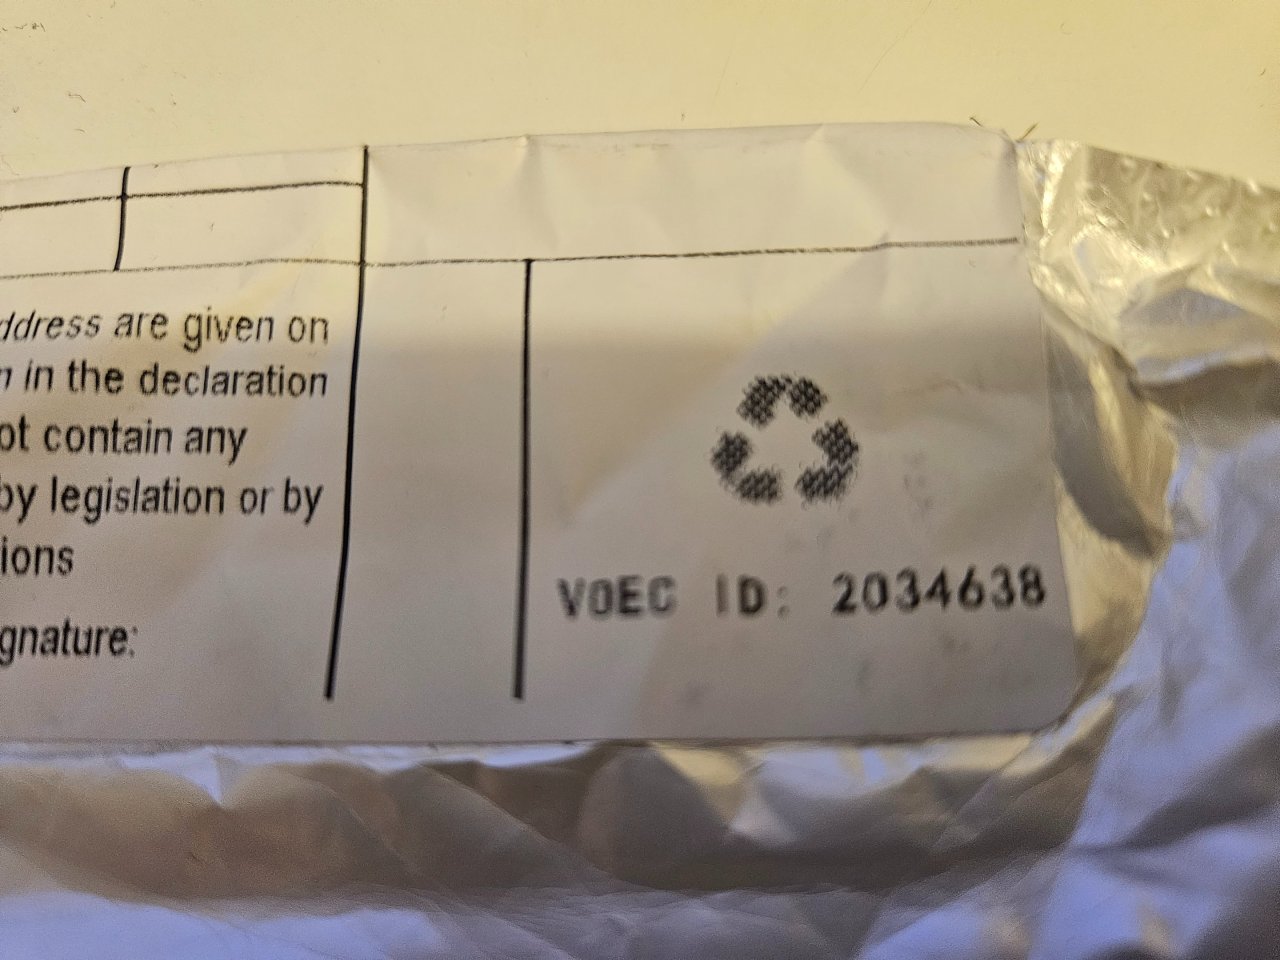 ddress are given on
n in the declaration
ot contain any
by legislation or by
ions
gnature:
VOEC ID: 2034638